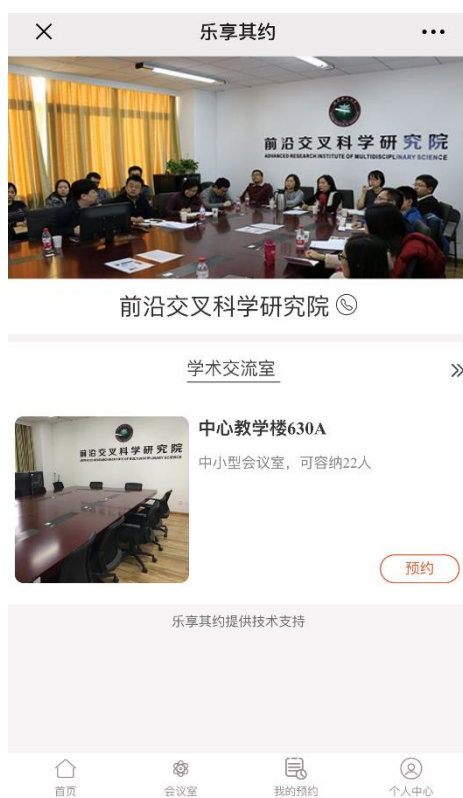 乐享其约
前沿交叉科学研究院
ADVANCED RESEARCH INSTITUTE OF MULTIDISCIPLINARY SCIENCE
前沿交叉科学研究院
学术交流室
前沿交叉科学研究院
中心教学楼630A
中小型会议室，可容纳22人
预约
乐享其约提供技术支持
首页
会议室
我的预约
个人中心